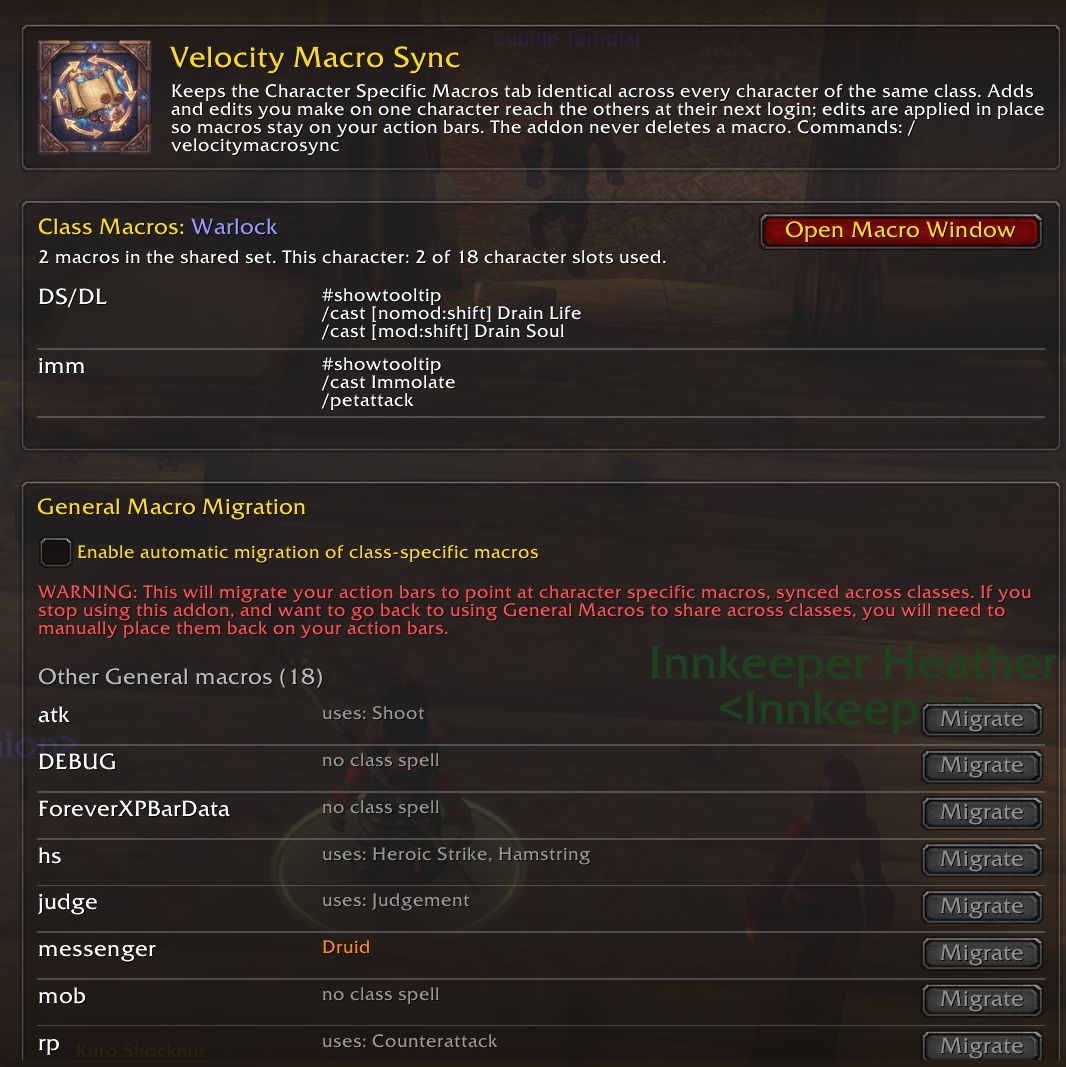 Bubble Templar
Velocity Macro Sync
Keeps the Character Specific Macros tab identical across every character of the same class. Adds
and edits you make on one character reach the others at their next login; edits are applied in place
so macros stay on your action bars. The addon never deletes a macro. Commands: /
velocitymacrosync
Class Macros: Warlock
Open Macro Window
2 macros in the shared set. This character: 2 of 18 character slots used.
DS/DL
#showtooltip
/cast [nomod:shift] Drain Life
/cast [mod:shift] Drain Soul
imm
#showtooltip
/cast Immolate
/petattack
General Macro Migration
Enable automatic migration of class-specific macros
WARNING: This will migrate your action bars to point at character specific macros, synced across classes. If you
stop using this addon, and want to go back to using General Macros to share across classes, you will need to
manually place them back on your action bars.
Innkeeper Heather
<Innkeeper>
Other General macros (18)
atk uses: Shoot Migrate
DEBUG no class spell Migrate
ForeverXPBarData no class spell Migrate
hs uses: Heroic Strike, Hamstring Migrate
judge uses: Judgement Migrate
messenger Druid Migrate
mob no class spell Migrate
rp uses: Counterattack Migrate
Kuro Shocknut